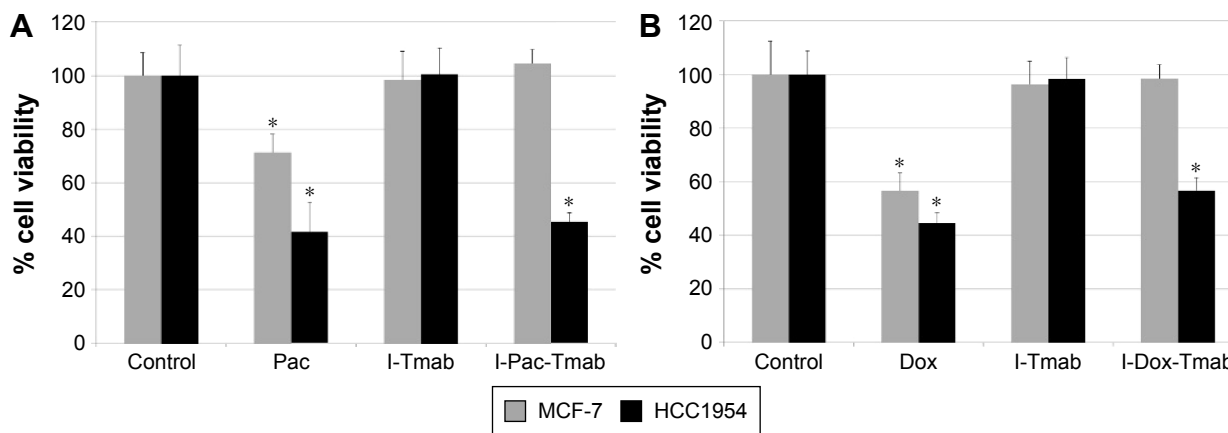 A
% cell viability
120
100
80
60
40
20
0
*
*
*
Control Pac I-Tmab I-Pac-Tmab
B
% cell viability
120
100
80
60
40
20
0
*
*
*
Control Dox I-Tmab I-Dox-Tmab
MCF-7 HCC1954